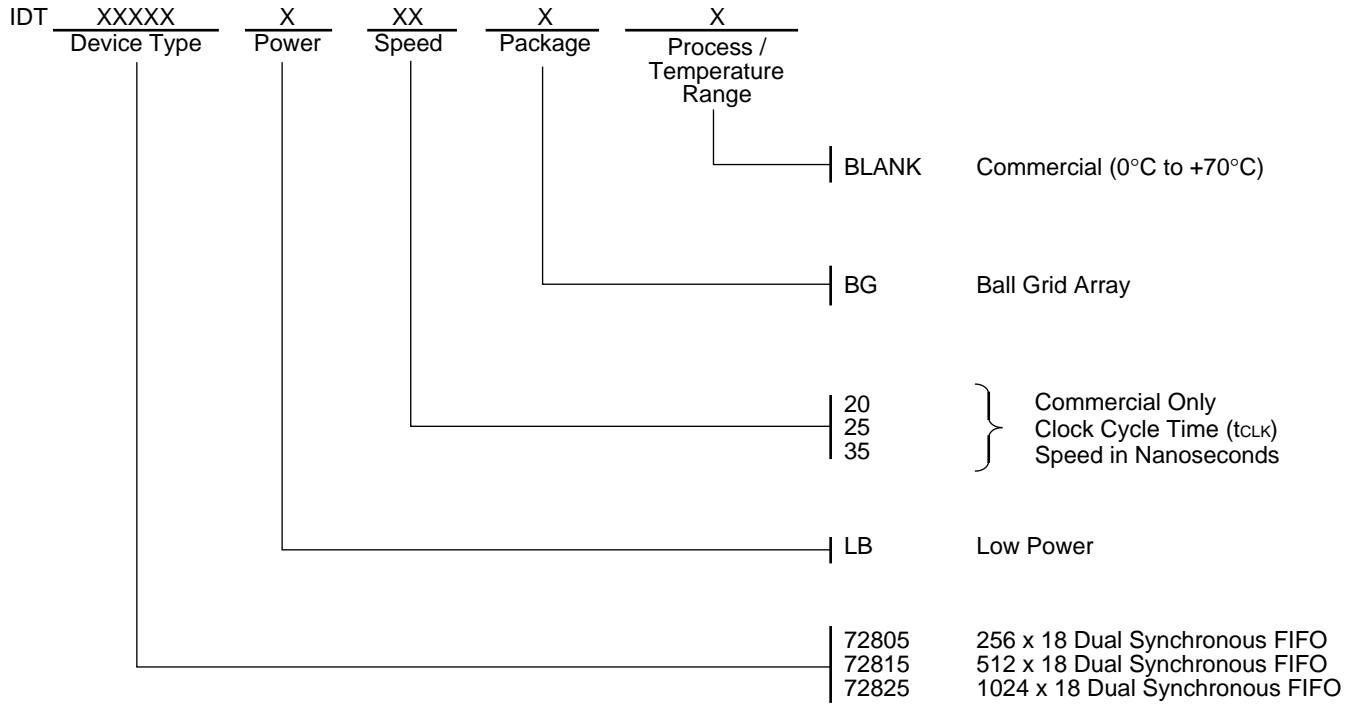 IDT XXXXX X XX X X
Device Type Power Speed Package Process /
Temperature
Range
BLANK Commercial (0°C to +70°C)
BG Ball Grid Array
20 Commercial Only
25 Clock Cycle Time (tCLK)
35 Speed in Nanoseconds
LB Low Power
72805 256 x 18 Dual Synchronous FIFO
72815 512 x 18 Dual Synchronous FIFO
72825 1024 x 18 Dual Synchronous FIFO